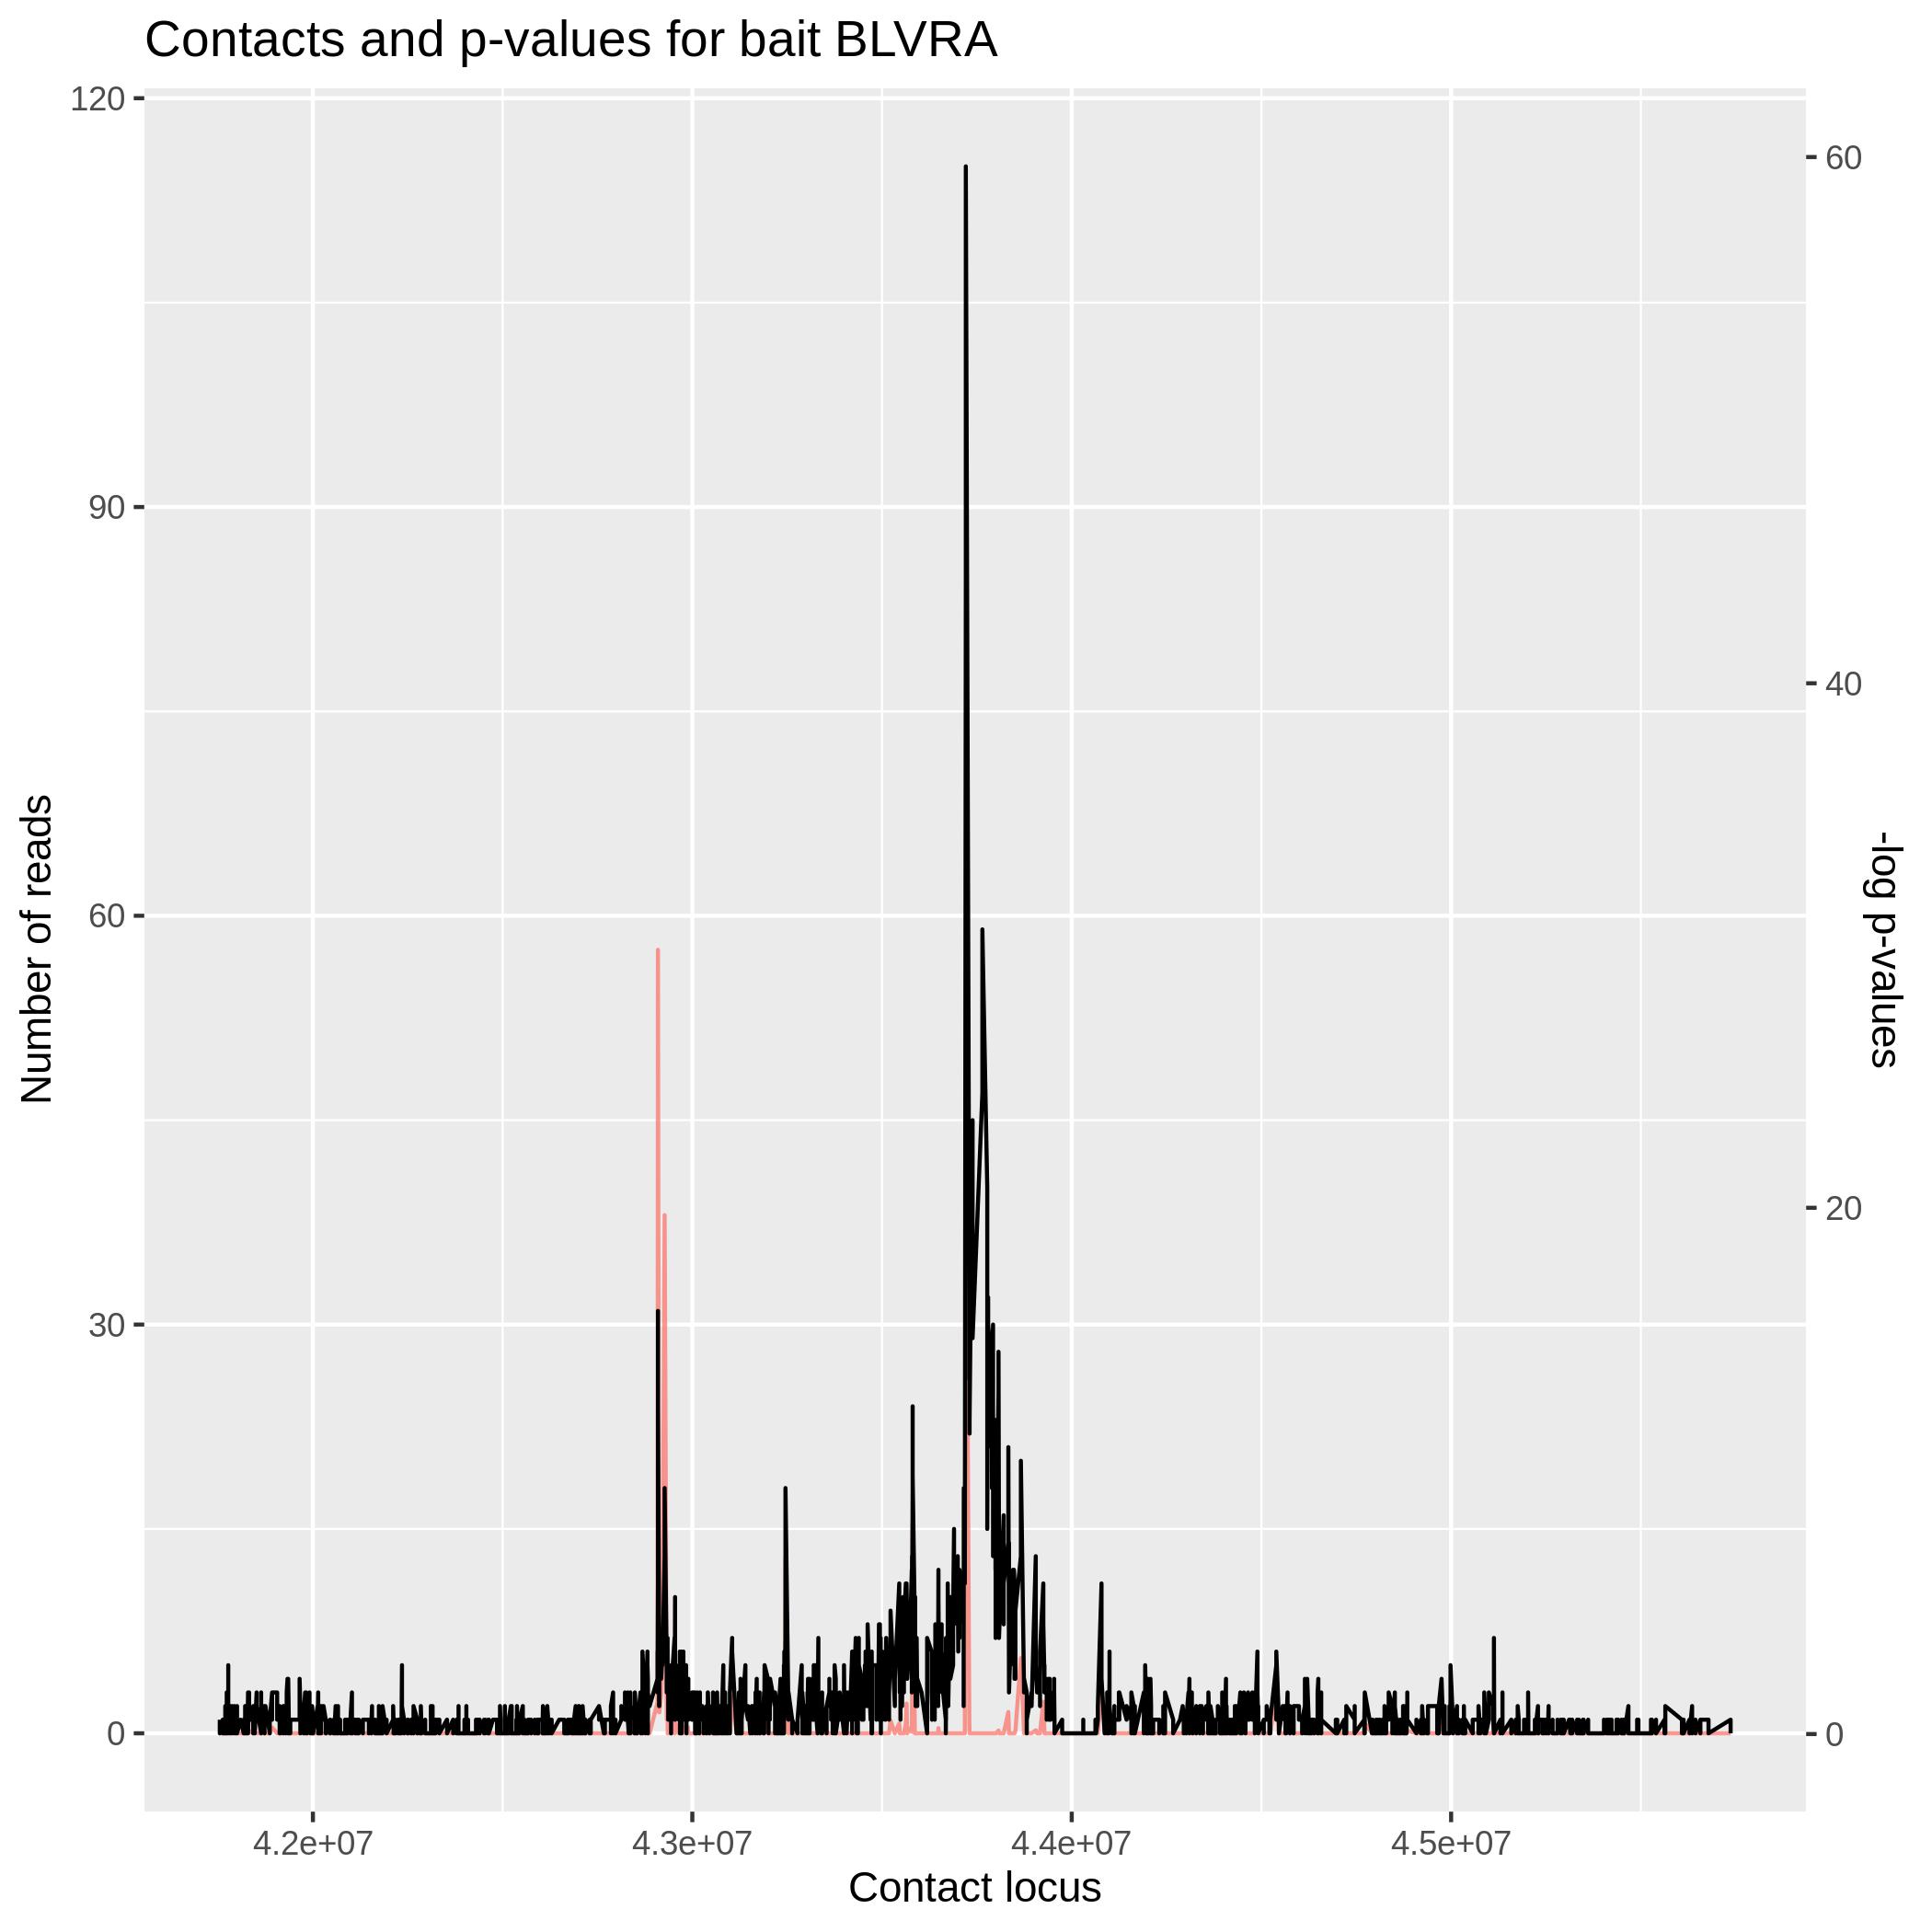 Contacts and p-values for bait BLVRA
120
90
60
30
0
Number of reads
60
40
20
0
-log p-values
4.2e+07
4.3e+07
4.4e+07
4.5e+07
Contact locus